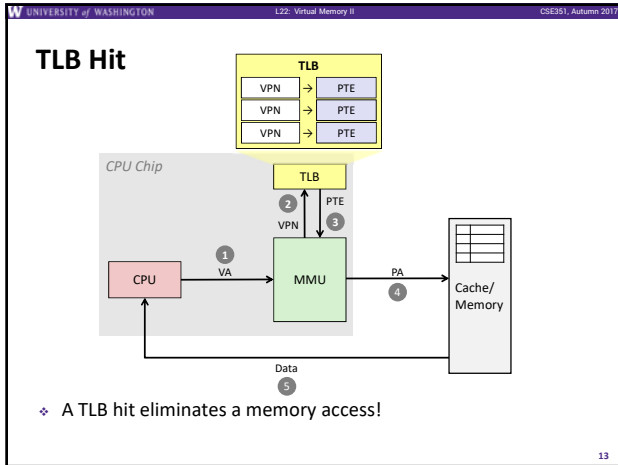 W UNIVERSITY of WASHINGTON L22: Virtual Memory II CSE351, Autumn 2017
TLB Hit
TLB
VPN → PTE
VPN → PTE
VPN → PTE
CPU Chip
TLB
2 PTE
VPN 3
1
VA
CPU
MMU
PA
4
Cache/
Memory
Data
5
❖ A TLB hit eliminates a memory access!
13